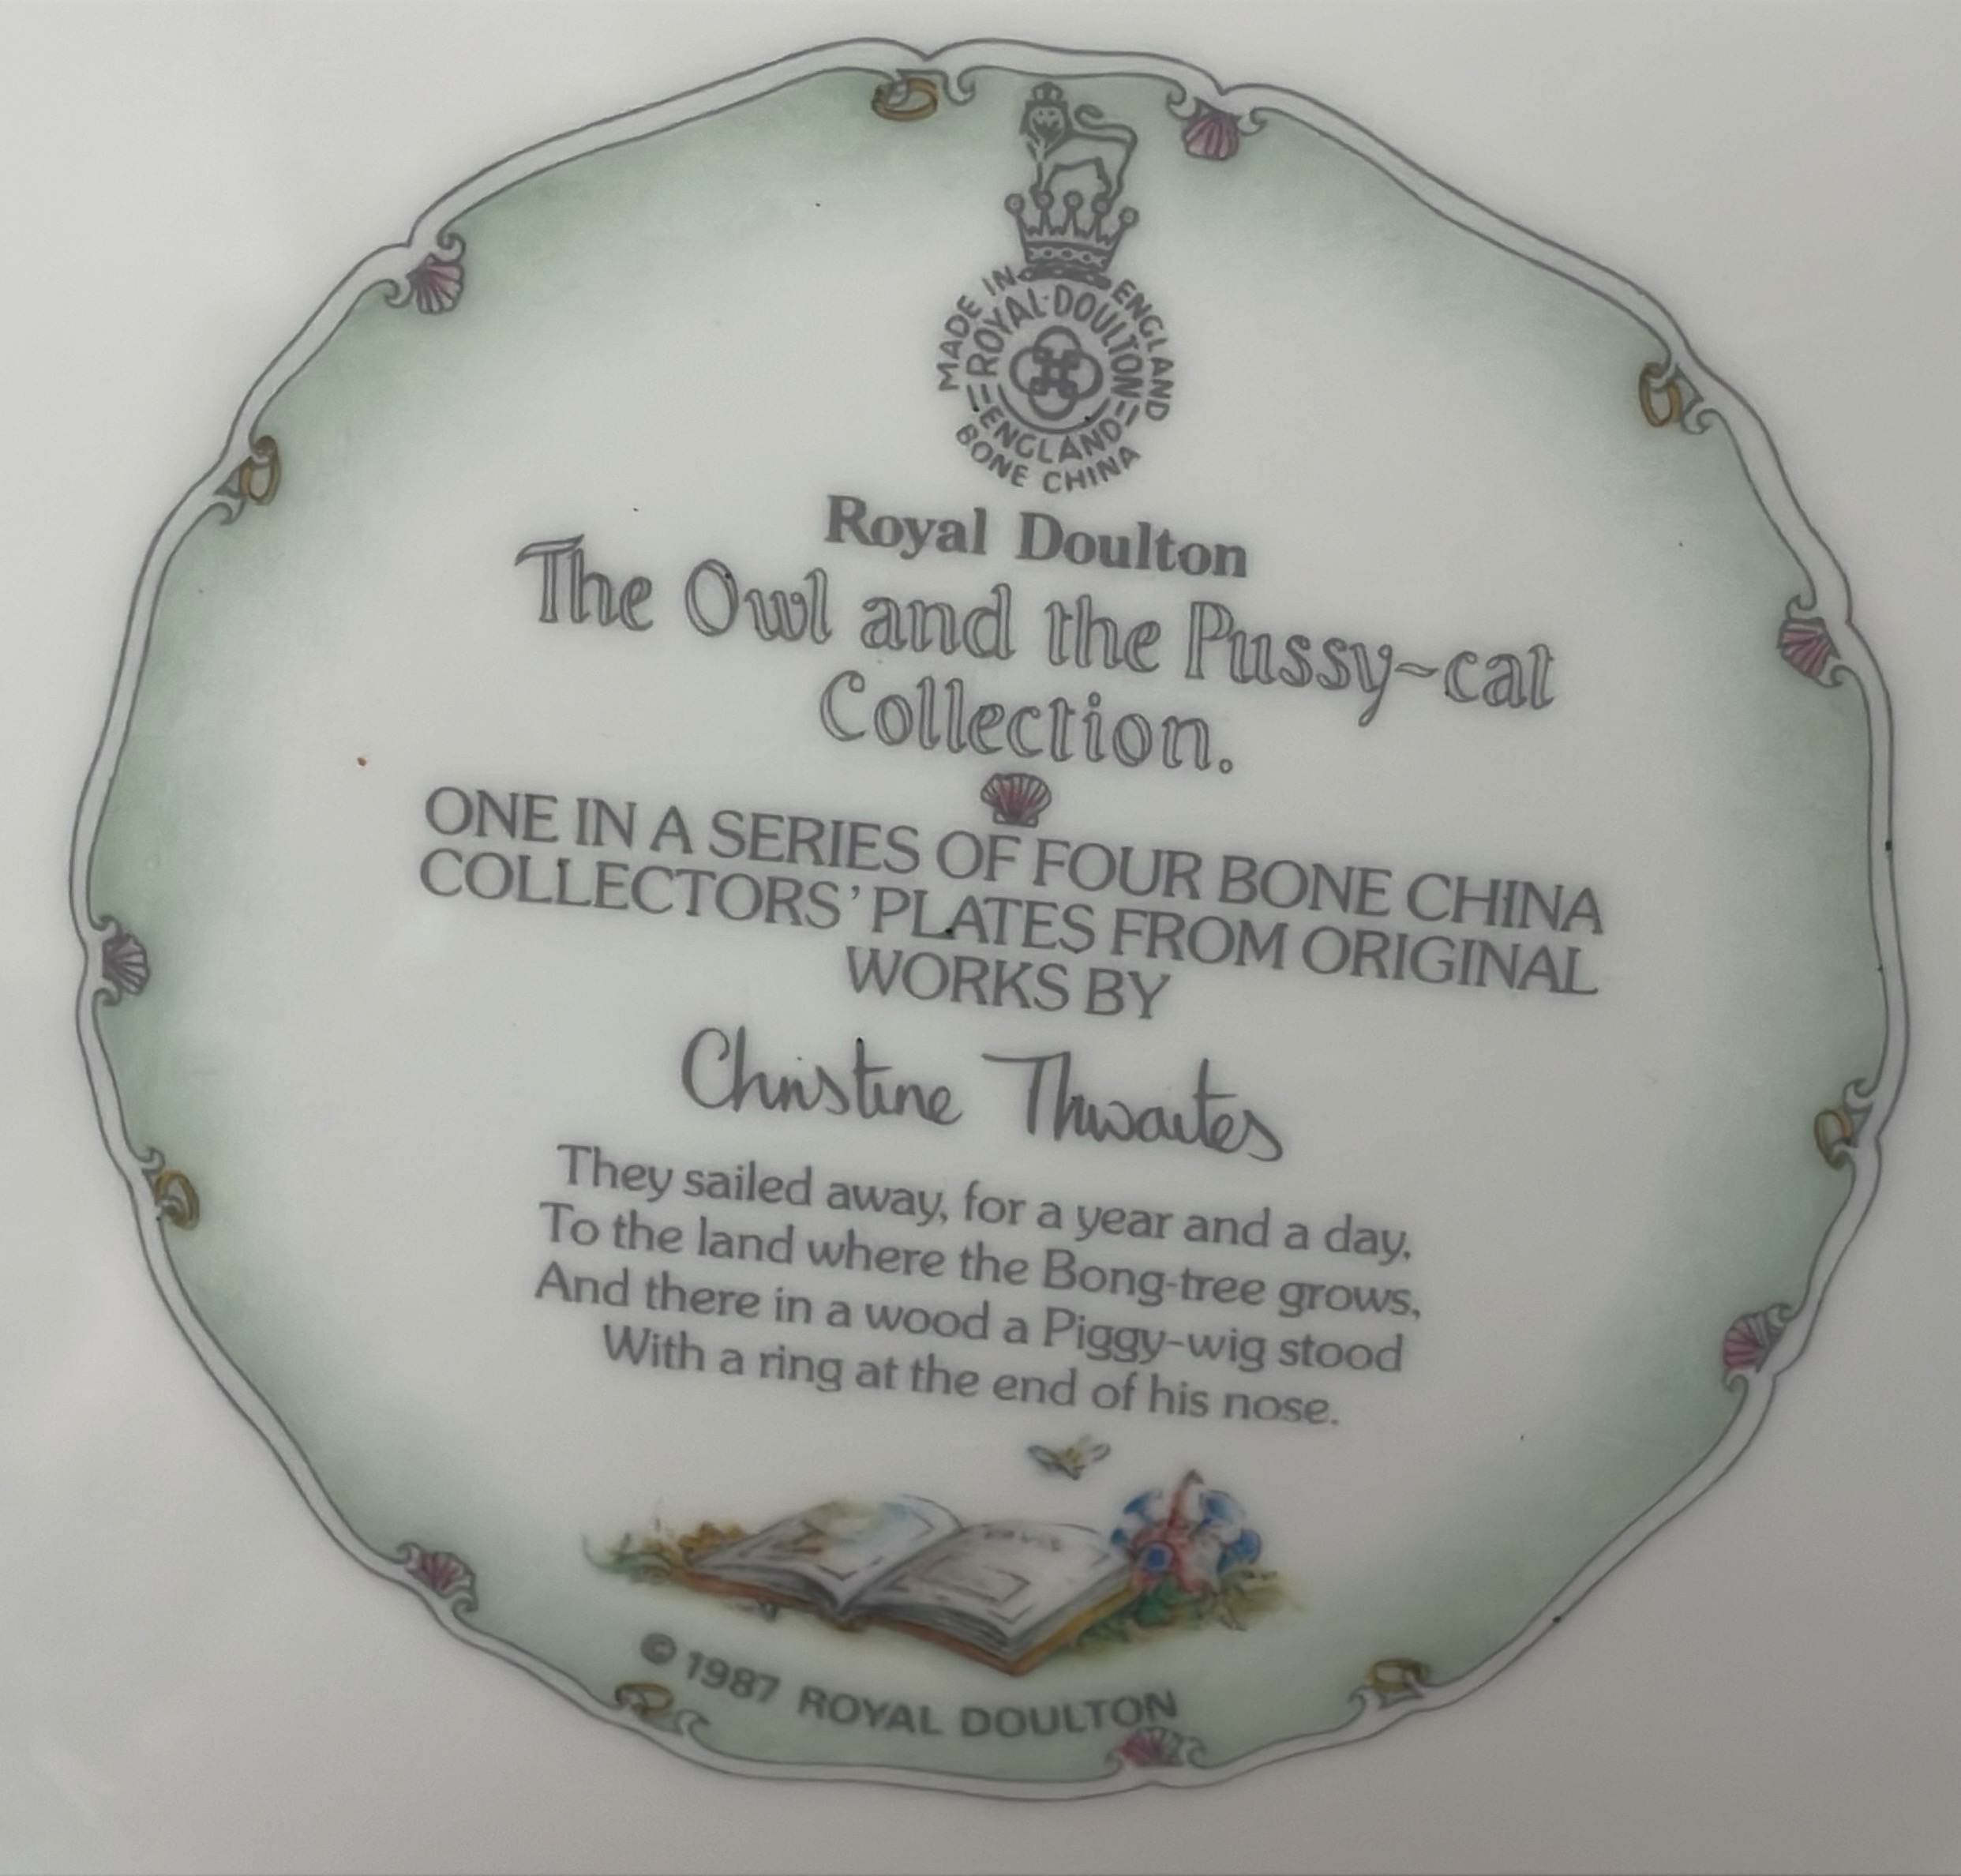 MADE IN ENGLAND
ROYAL·DOULTON
ENGLAND
BONE CHINA
Royal Doulton
The Owl and the Pussy~cat
Collection.
ONE IN A SERIES OF FOUR BONE CHINA
COLLECTORS' PLATES FROM ORIGINAL
WORKS BY
Christine Thwaites
They sailed away, for a year and a day,
To the land where the Bong-tree grows,
And there in a wood a Piggy-wig stood
With a ring at the end of his nose.
© 1987 ROYAL DOULTON